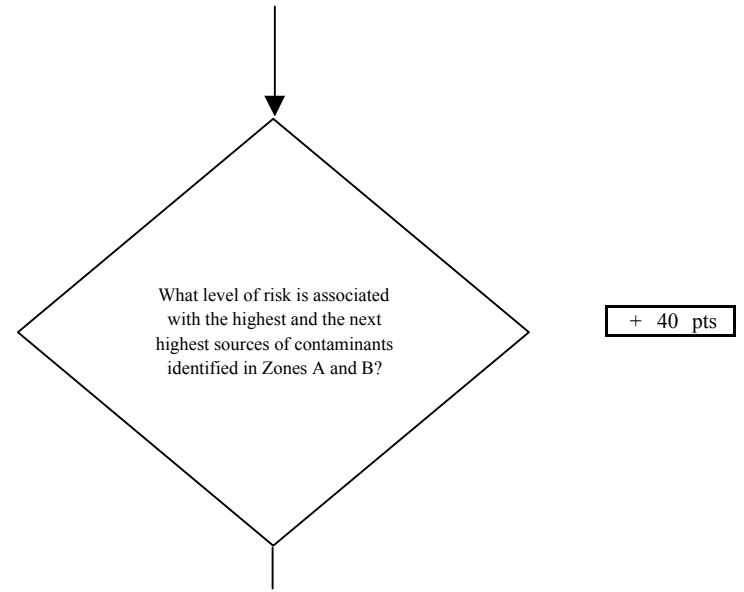 What level of risk is associated
with the highest and the next
highest sources of contaminants
identified in Zones A and B?
+ 40 pts